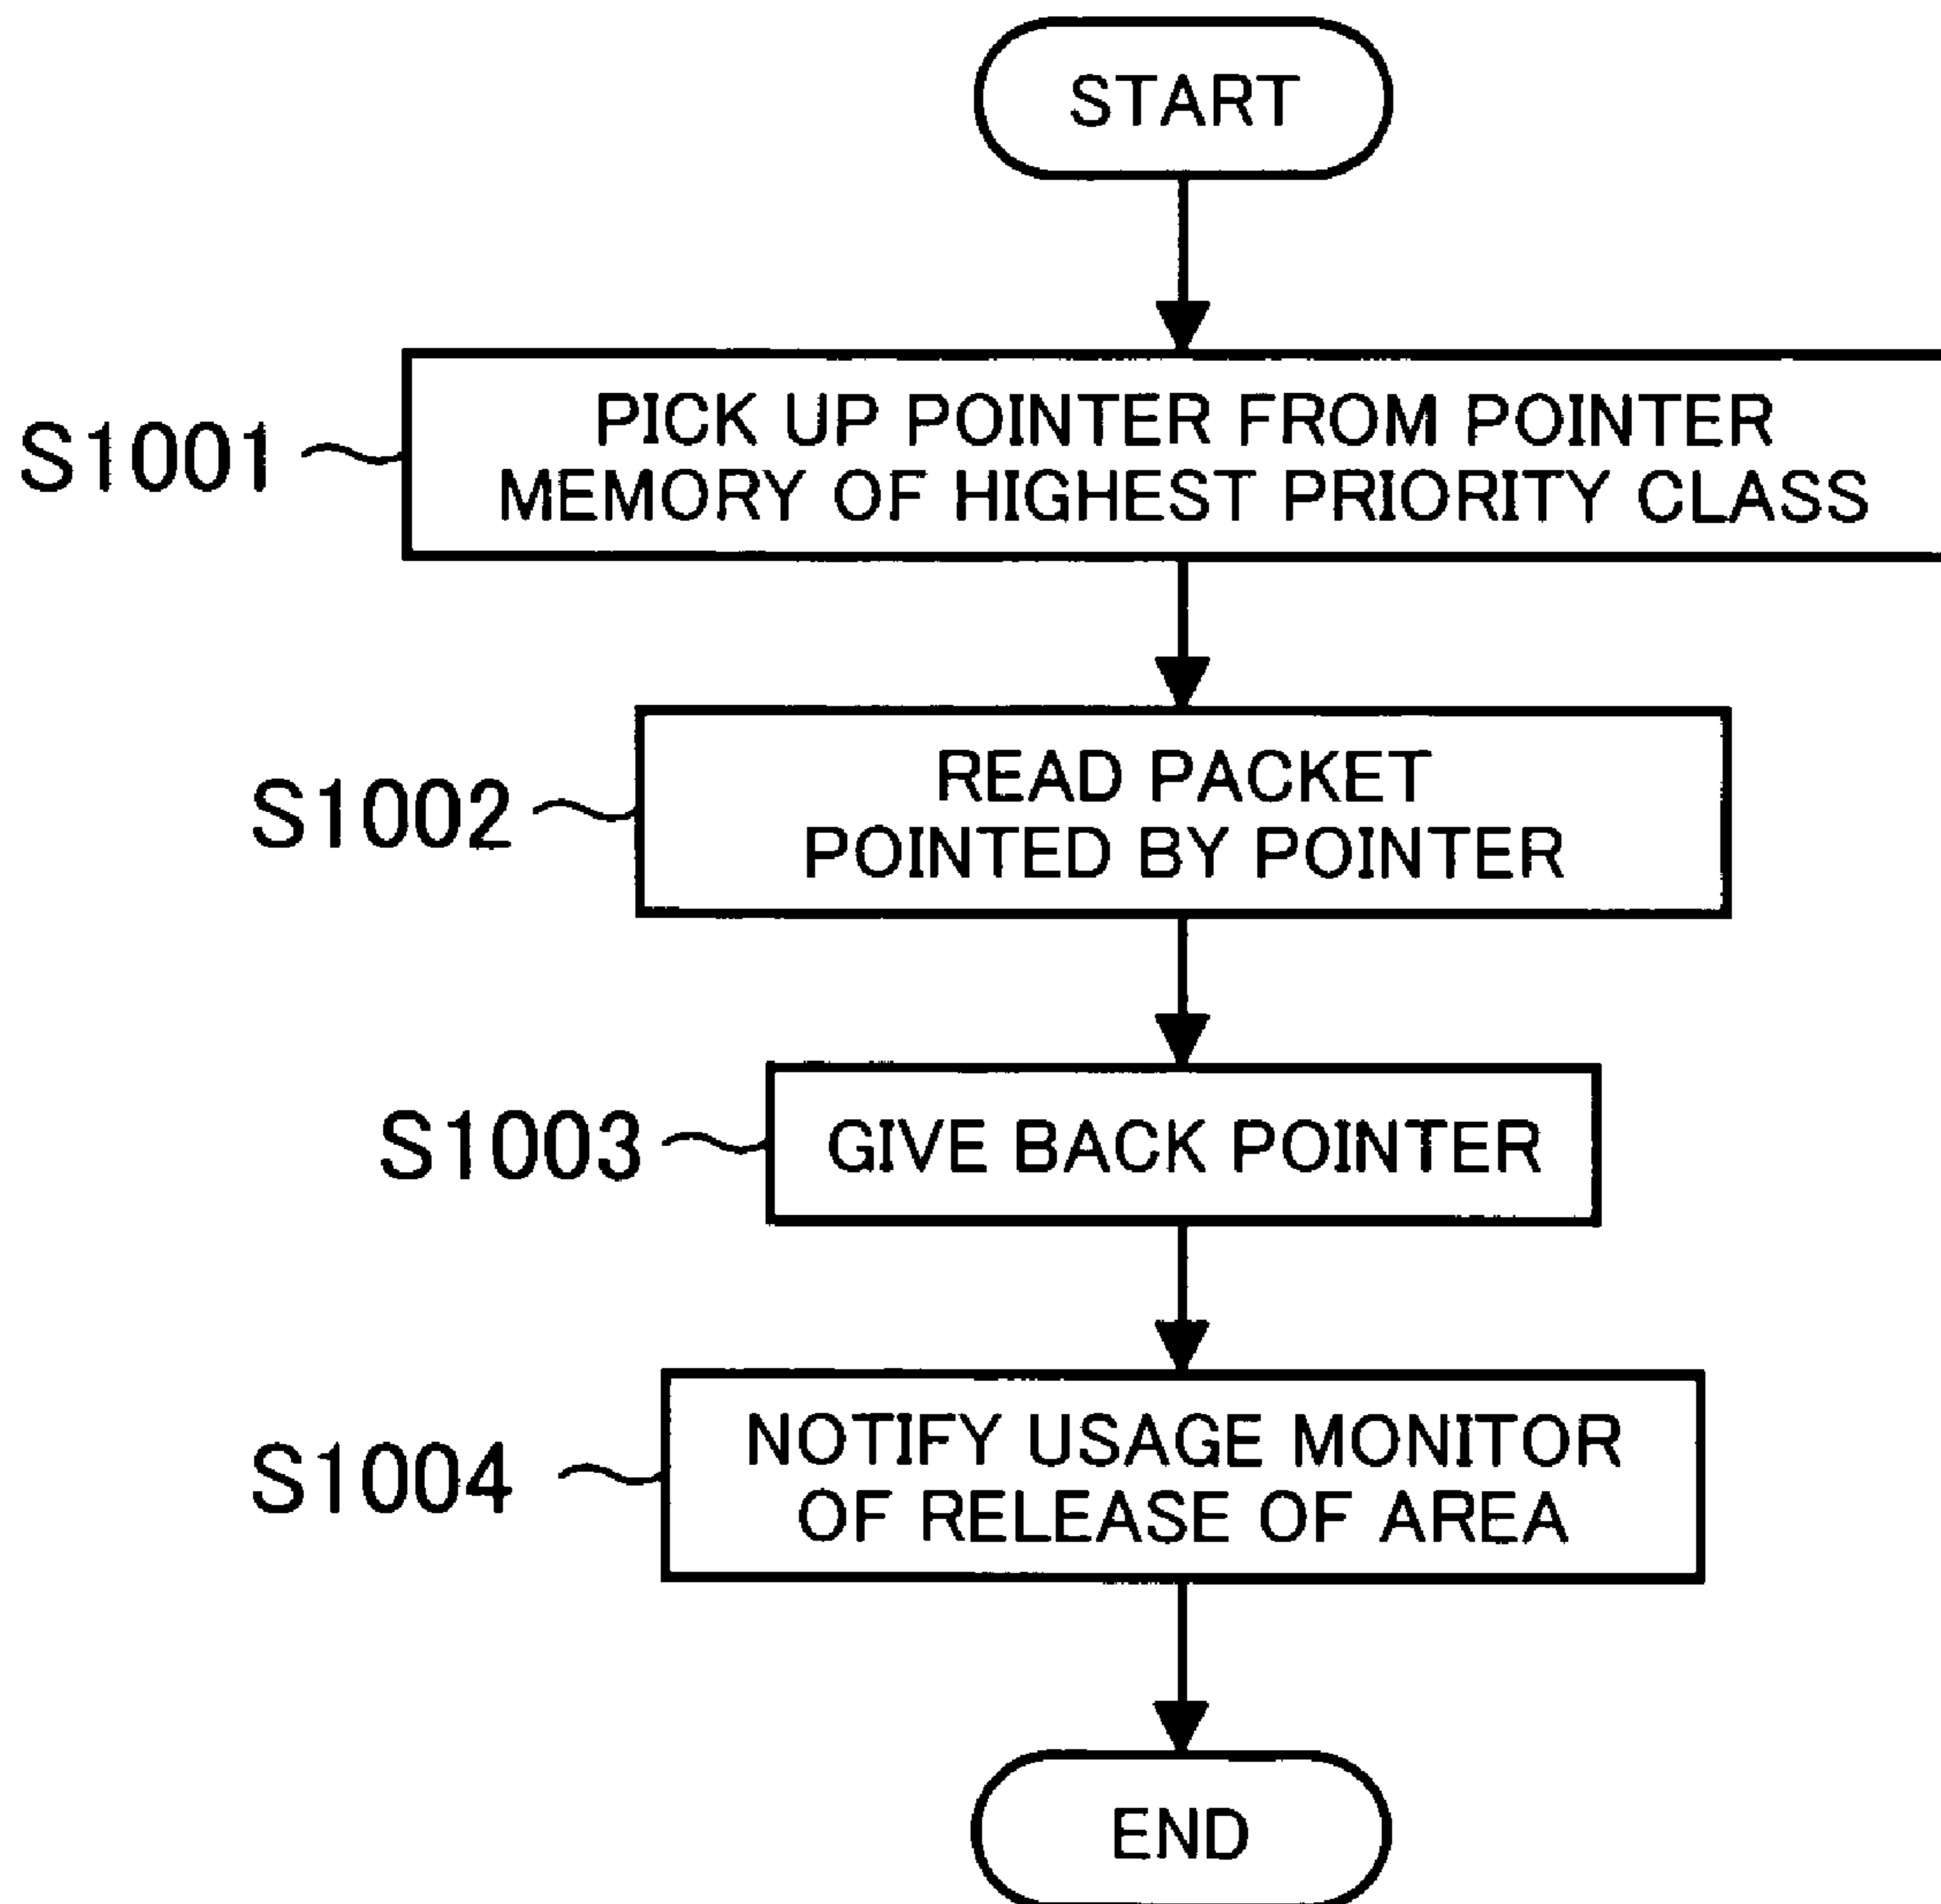 START
S1001
PICK UP POINTER FROM POINTER
MEMORY OF HIGHEST PRIORITY CLASS
S1002
READ PACKET
POINTED BY POINTER
S1003
GIVE BACK POINTER
S1004
NOTIFY USAGE MONITOR
OF RELEASE OF AREA
END